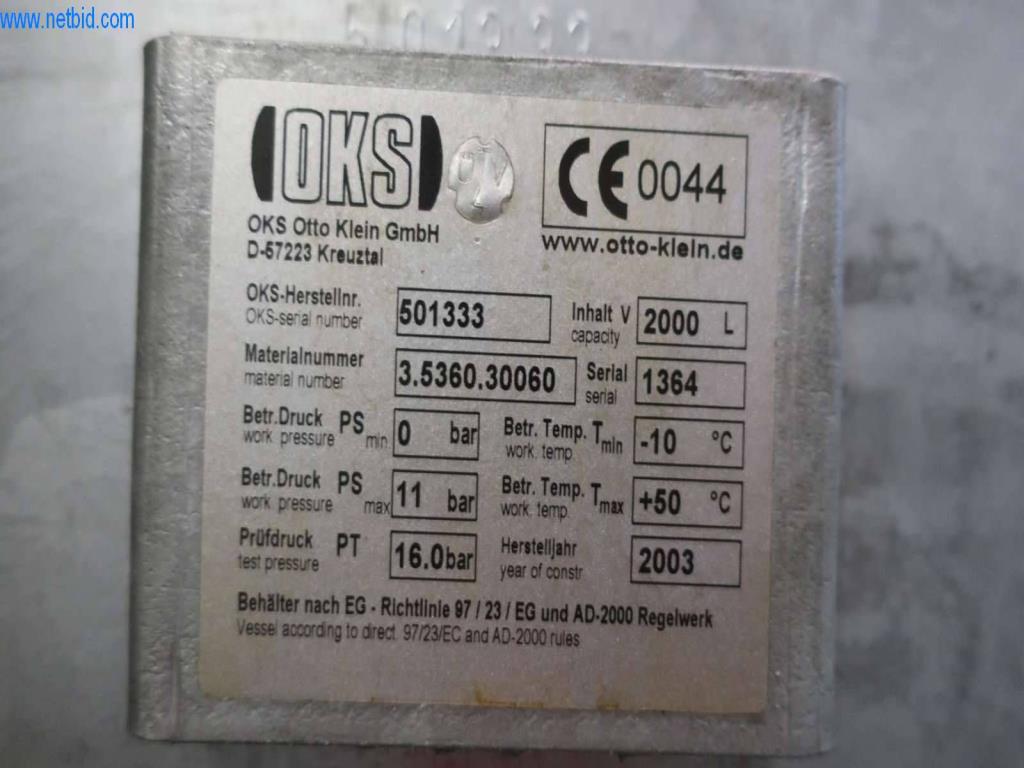 www.netbid.com
OKS
CE 0044
OKS Otto Klein GmbH
D-57223 Kreuztal
www.otto-klein.de
OKS-Herstellnr. 501333 Inhalt V 2000 L
OKS-serial number capacity
Materialnummer 3.5360.30060 Serial 1364
material number serial
Betr.Druck PS min 0 bar Betr. Temp. Tmin -10 °C
work pressure work. temp
Betr.Druck PS max 11 bar Betr. Temp. Tmax +50 °C
work pressure work. temp.
Prüfdruck PT 16.0bar Herstelljahr 2003
test pressure year of constr
Behälter nach EG - Richtlinie 97 / 23 / EG und AD-2000 Regelwerk
Vessel according to direct. 97/23/EC and AD-2000 rules